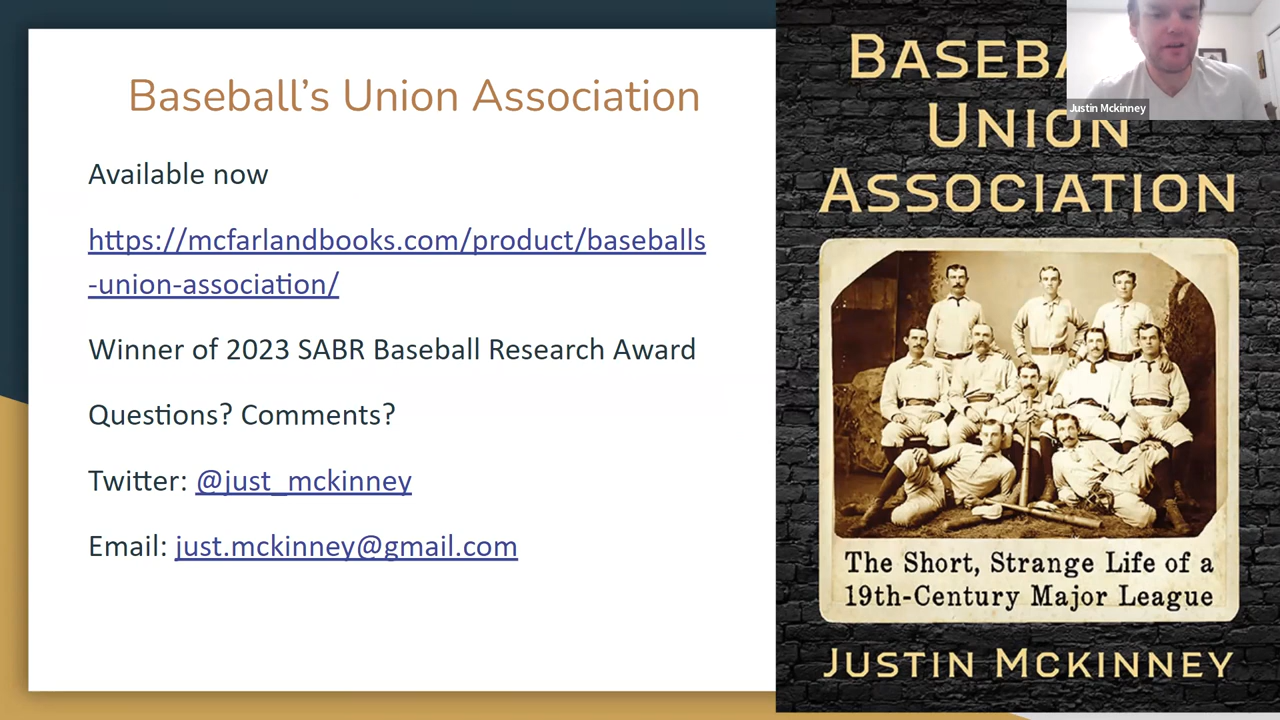 Baseball's Union Association
Available now
https://mcfarlandbooks.com/product/baseballs
-union-association/
Winner of 2023 SABR Baseball Research Award
Questions? Comments?
Twitter: @just_mckinney
Email: just.mckinney@gmail.com
BASEBA
UNION
ASSOCIATION
The Short, Strange Life of a
19th-Century Major League
JUSTIN MCKINNEY
Justin Mckinney